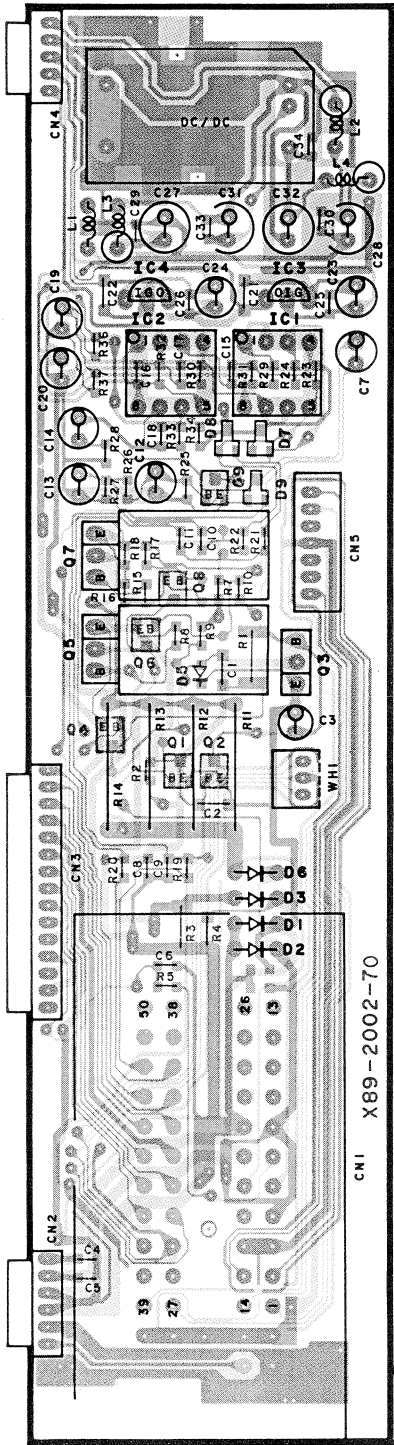 CN4
DC/DC
C34
L2
L4
L1
L3
C29
C27
C31
C33
C32
C30
C28
C19
C22
IC4
IGO
C26
C24
C21
IC3
OIG
C23
C25
C20
R36
R37
IC2
C16
R32
C17
R30
C15
IC1
R31
R29
R24
R23
C7
C14
R28
C18
R33
R34
D8
D7
C13
R27
R26
C12
R25
Q9
D9
CN5
Q7
E
B
R18
R17
C11
C10
R22
R21
R16
R15
E B
Q8
R7
R10
Q5
E
B
E B
Q6
R8
R9
R1
D5
C1
B
E
Q3
R13
R12
R11
C3
E B
R14
R2
Q1
Q2
C2
WH1
CN3
R20
C8
C9
R19
D6
D3
D1
D2
R3
R4
C6
R5
50
38
26
13
X89-2002-70
CN2
C4
C5
CN1
39
27
14
1